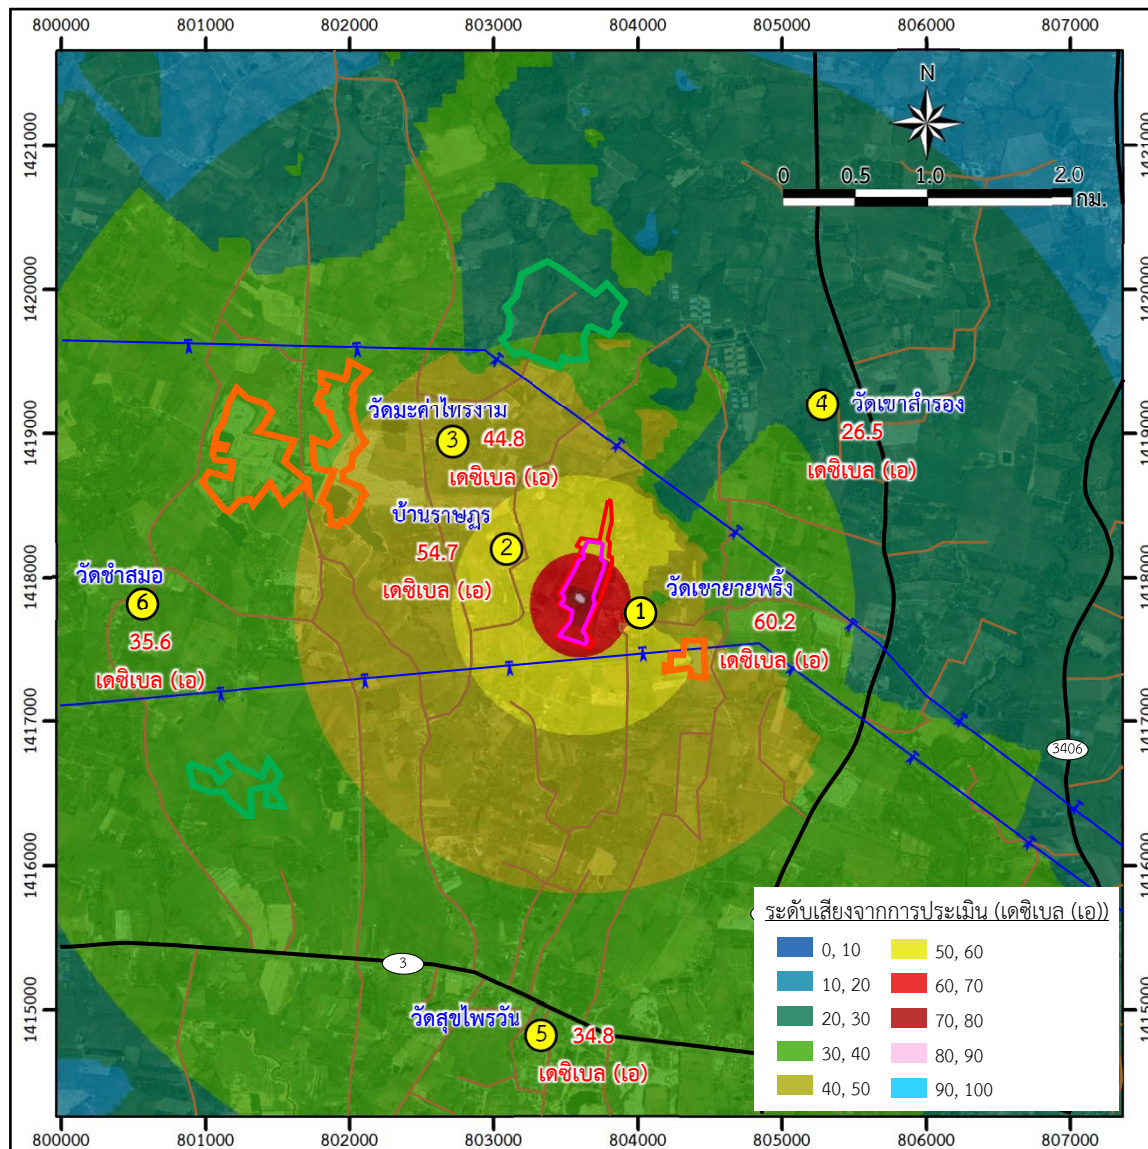 800000 801000 802000 803000 804000 805000 806000 807000
N
0 0.5 1.0 2.0
กม.
1421000 1421000
1420000 1420000
1419000 1419000
1418000 1418000
1417000 1417000
1416000 1416000
1415000 1415000
วัดมะค่าไพรงาม
3 44.8
เดซิเบล (เอ)
4 วัดเขาสำรอง
26.5
เดซิเบล (เอ)
บ้านราษฎร
2
54.7
เดซิเบล (เอ)
วัดเขายายพริ้ง
1
60.2
เดซิเบล (เอ)
วัดซำสมอ
6
35.6
เดซิเบล (เอ)
3406
3
วัดสุขไพรวัน
5 34.8
เดซิเบล (เอ)
ระดับเสียงจากการประเมิน (เดซิเบล (เอ))
0, 10 50, 60
10, 20 60, 70
20, 30 70, 80
30, 40 80, 90
40, 50 90, 100
800000 801000 802000 803000 804000 805000 806000 807000